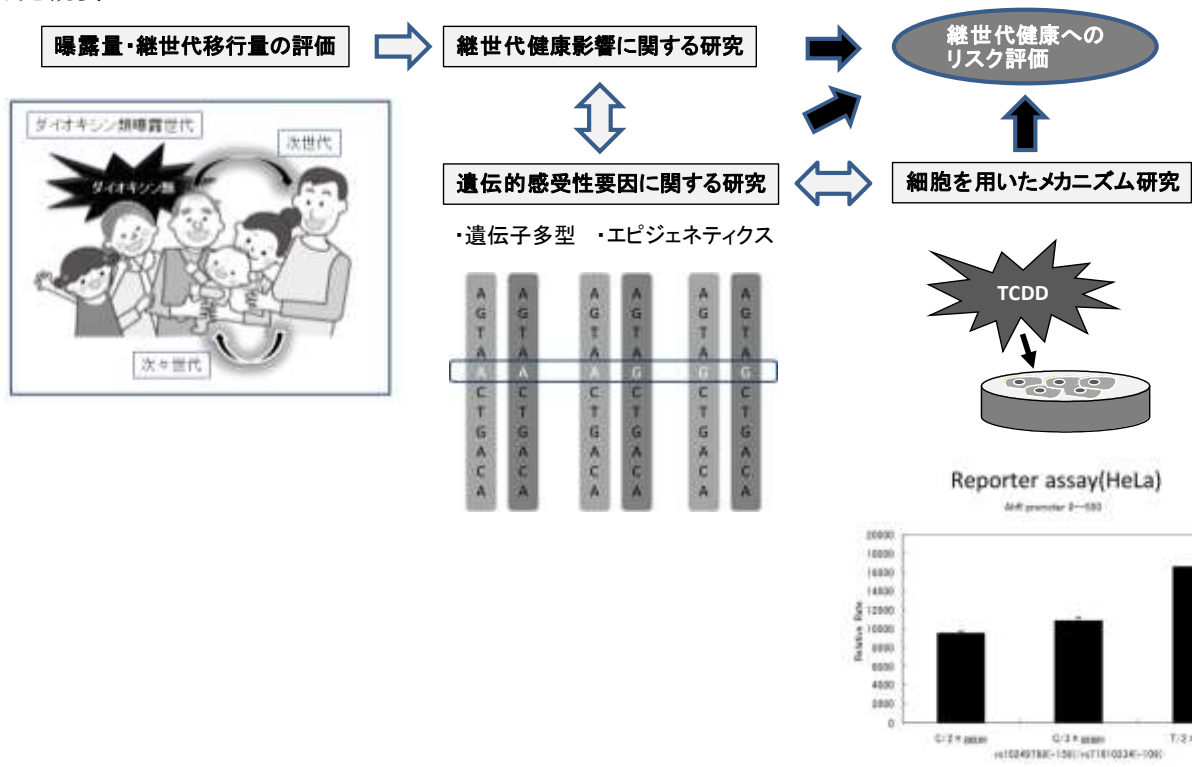 曝露量・継世代移行量の評価
継世代健康影響に関する研究
継世代健康への
リスク評価
ダイオキシン類曝露世代
次世代
ダイオキシン類
次々世代
遺伝的感受性要因に関する研究
細胞を用いたメカニズム研究
・遺伝子多型 ・エピジェネティクス
A A A A A A
G G G G G G
T T T T T T
A A A A A A
A A A G G G
C C C C C C
T T T T T T
G G G G G G
A A A A A A
C C C C C C
A A A A A A
TCDD
Reporter assay(HeLa)
AHR promoter
20000
18000
16000
14000
12000
10000
8000
6000
4000
2000
0
Relative Rate